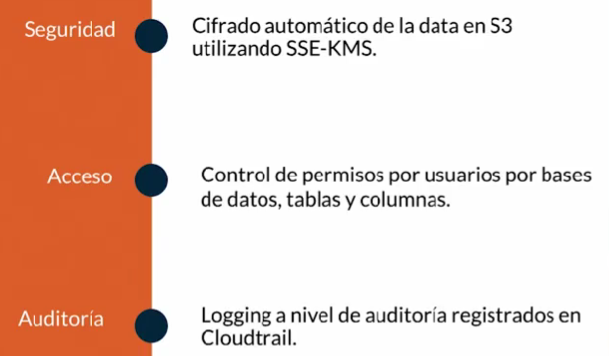 Seguridad
Cifrado automático de la data en S3
utilizando SSE-KMS.
Acceso
Control de permisos por usuarios por bases
de datos, tablas y columnas.
Auditoría
Logging a nivel de auditoría registrados en
Cloudtrail.